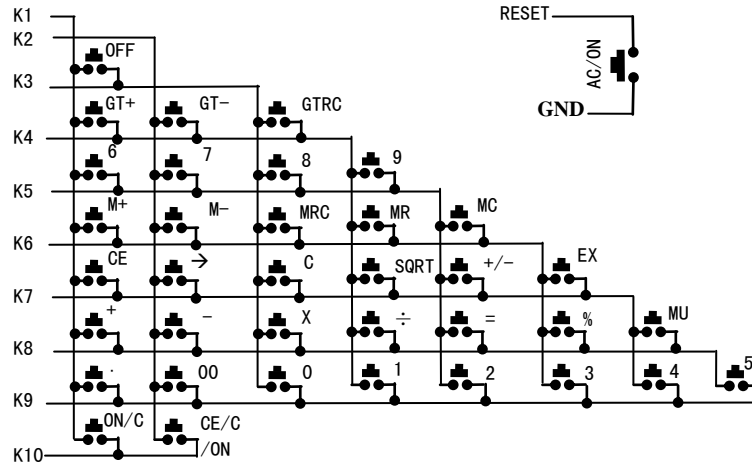 K1
RESET
K2
OFF
AC/ON
K3
GT+ GT- GTRC
GND
K4
6 7 8 9
K5
M+ M- MRC MR MC
K6
CE → C SQRT +/- EX
K7
+ - X ÷ = % MU
K8
. 00 0 1 2 3 4 5
K9
ON/C CE/C
/ON
K10